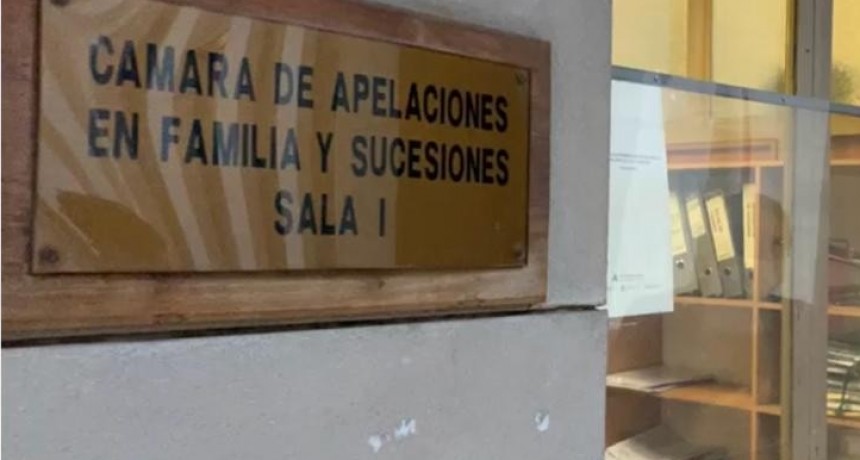 CAMARA DE APELACIONES
EN FAMILIA Y SUCESIONES
SALA I